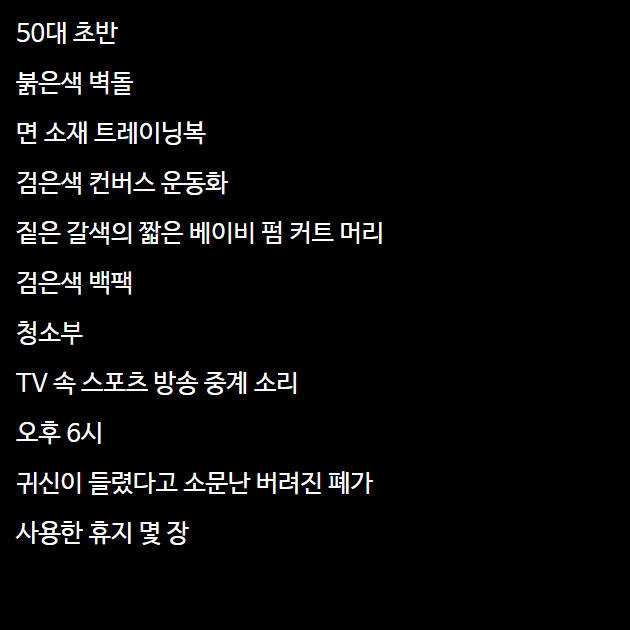 50대 초반
붉은색 벽돌
면 소재 트레이닝복
검은색 컨버스 운동화
짙은 갈색의 짧은 베이비 펌 커트 머리
검은색 백팩
청소부
TV 속 스포츠 방송 중계 소리
오후 6시
귀신이 들렸다고 소문난 버려진 폐가
사용한 휴지 몇 장